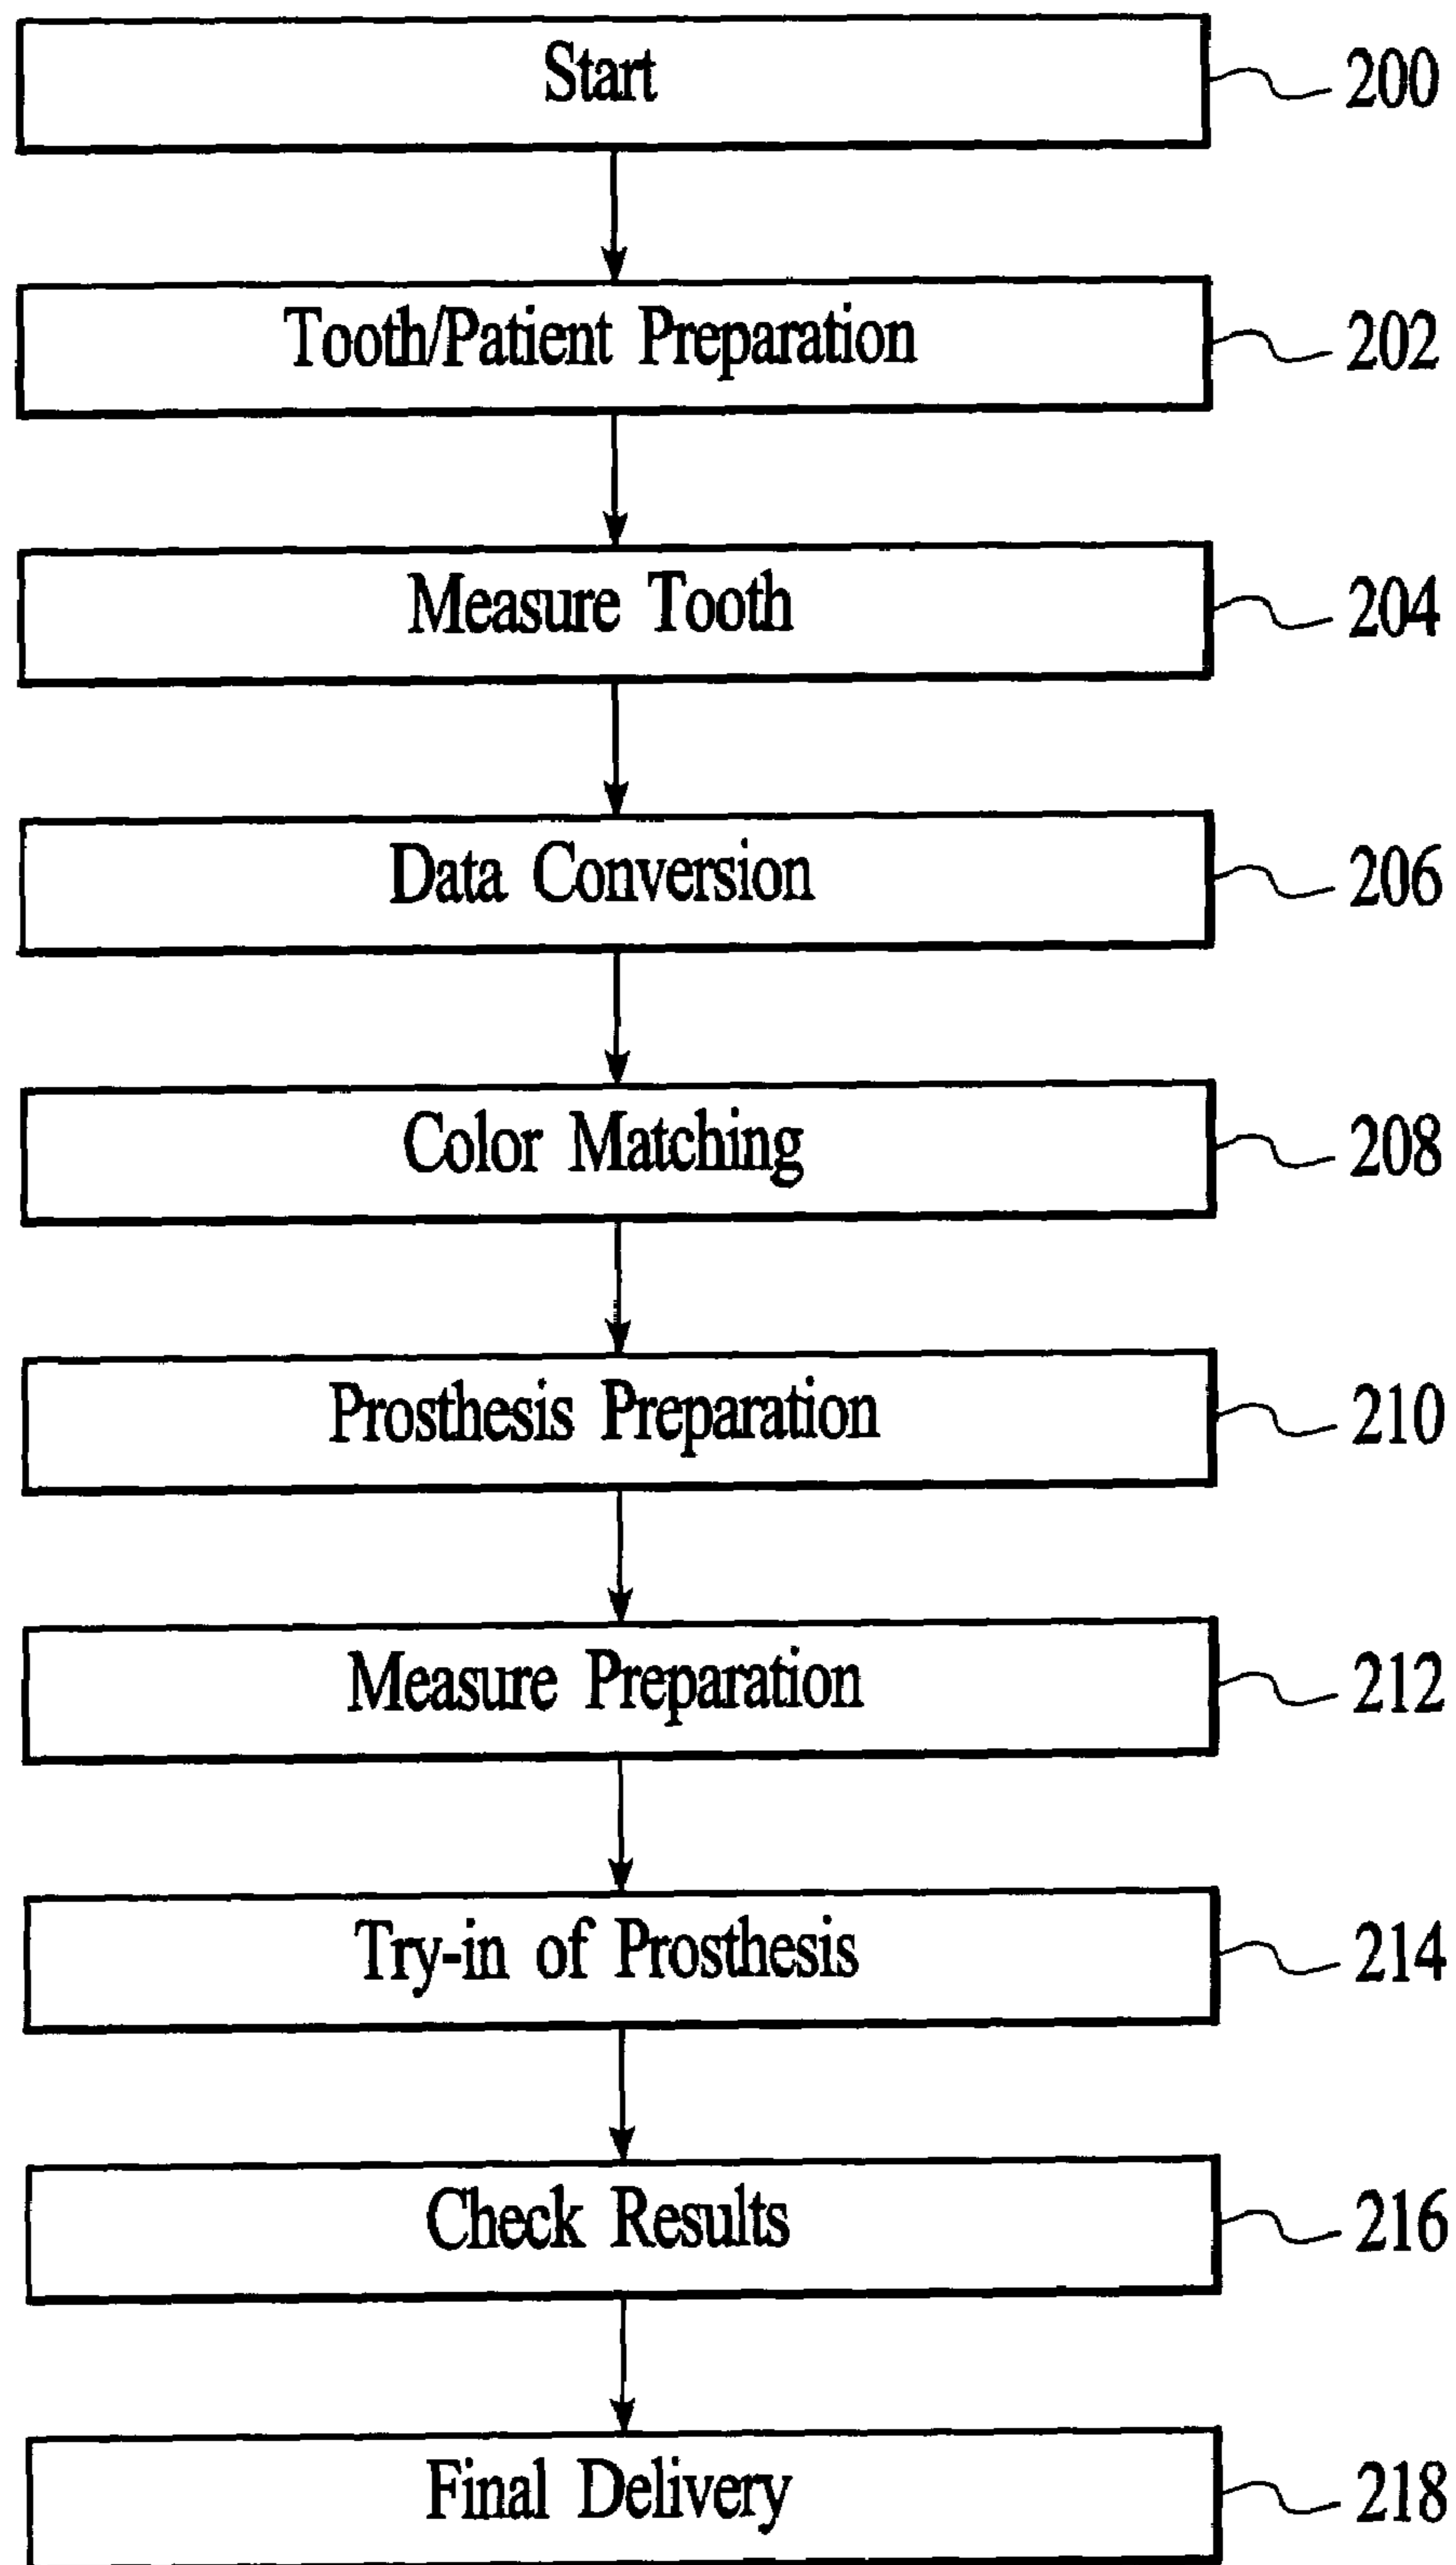 Start 200
Tooth/Patient Preparation 202
Measure Tooth 204
Data Conversion 206
Color Matching 208
Prosthesis Preparation 210
Measure Preparation 212
Try-in of Prosthesis 214
Check Results 216
Final Delivery 218